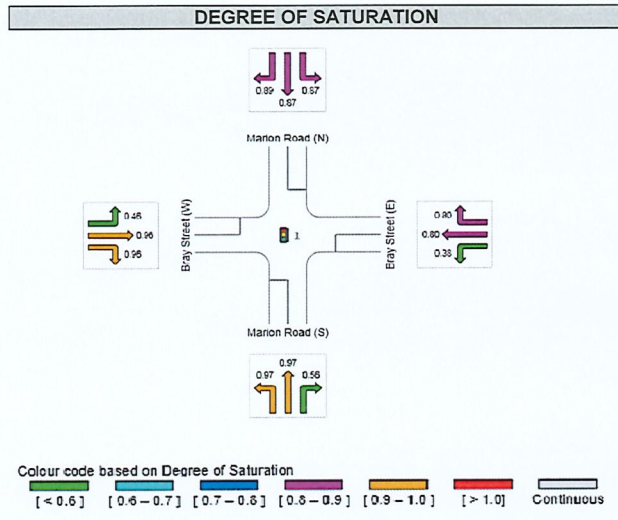 DEGREE OF SATURATION
0.89 0.87 0.87
Marion Road (N)
Bray Street (W)
0.46
0.96
0.96
1
Bray Street (E)
0.80
0.80
0.36
Marion Road (S)
0.97 0.97 0.56
Colour code based on Degree of Saturation
[ < 0.6 ] [ 0.6 – 0.7 ] [ 0.7 – 0.8 ] [ 0.8 – 0.9 ] [ 0.9 – 1.0 ] [ > 1.0 ] Continuous